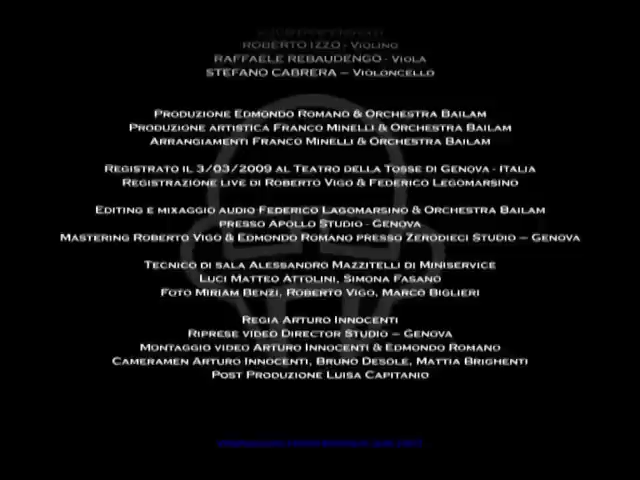 ROBERTO IZZO - VIOLINO
RAFFAELE REBAUDENGO - VIOLA
STEFANO CABRERA – VIOLONCELLO
PRODUZIONE EDMONDO ROMANO & ORCHESTRA BAILAM
PRODUZIONE ARTISTICA FRANCO MINELLI & ORCHESTRA BAILAM
ARRANGIAMENTI FRANCO MINELLI & ORCHESTRA BAILAM
REGISTRATO IL 3/03/2009 AL TEATRO DELLA TOSSE DI GENOVA - ITALIA
REGISTRAZIONE LIVE DI ROBERTO VIGO & FEDERICO LEGOMARSINO
EDITING E MIXAGGIO AUDIO FEDERICO LAGOMARSINO & ORCHESTRA BAILAM
PRESSO APOLLO STUDIO - GENOVA
MASTERING ROBERTO VIGO & EDMONDO ROMANO PRESSO ZERODIECI STUDIO – GENOVA
TECNICO DI SALA ALESSANDRO MAZZITELLI DI MINISERVICE
LUCI MATTEO ATTOLINI, SIMONA FASANO
FOTO MIRIAM BENZI, ROBERTO VIGO, MARCO BIGLIERI
REGIA ARTURO INNOCENTI
RIPRESE VIDEO DIRECTOR STUDIO – GENOVA
MONTAGGIO VIDEO ARTURO INNOCENTI & EDMONDO ROMANO
CAMERAMEN ARTURO INNOCENTI, BRUNO DESOLE, MATTIA BRIGHENTI
POST PRODUZIONE LUISA CAPITANIO